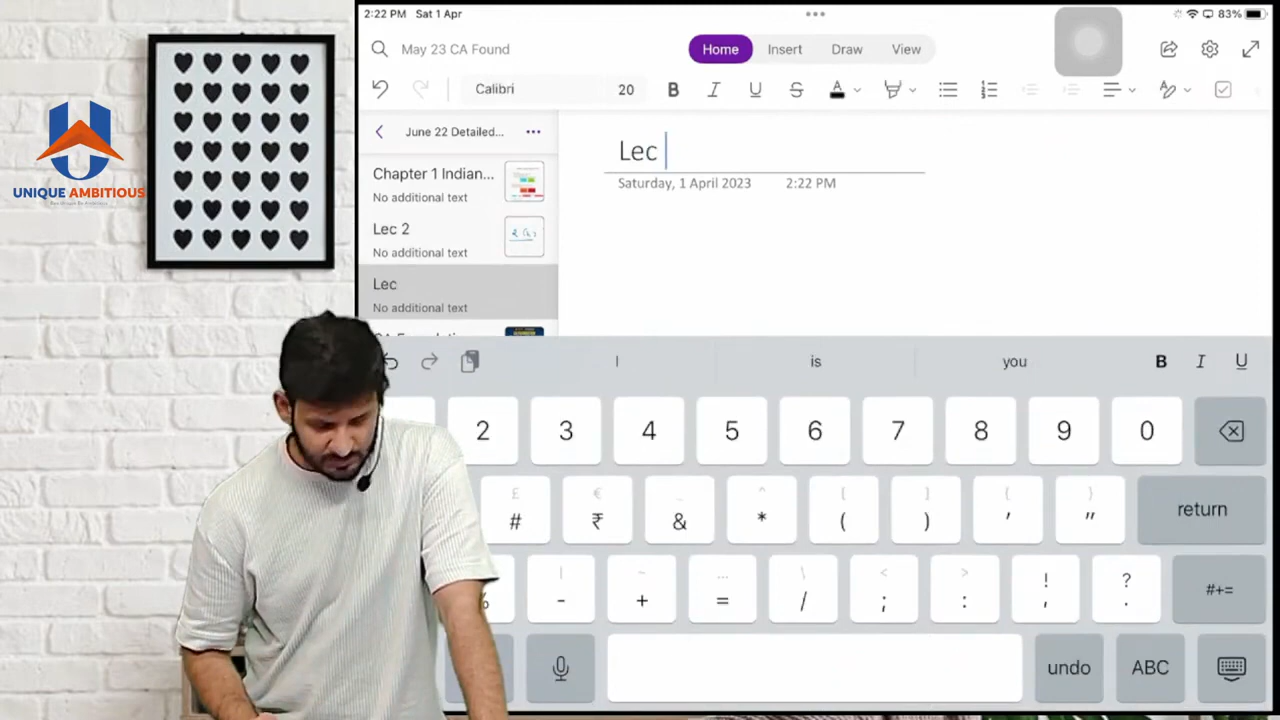 2:22 PM Sat 1 Apr
83%
May 23 CA Found
Home Insert Draw View
Calibri 20 B I U S A
June 22 Detailed...
Lec
Saturday, 1 April 2023 2:22 PM
Chapter 1 Indian...
No additional text
Lec 2
No additional text
Lec
No additional text
UNIQUE AMBITIOUS
I is you B I U
2 3 4 5 6 7 8 9 0
£ € _ ^ [ ] { }
# ₹ & * ( ) ' " return
| ~ … \ < > ! ?
% - + = / ; : , . #+=
undo ABC